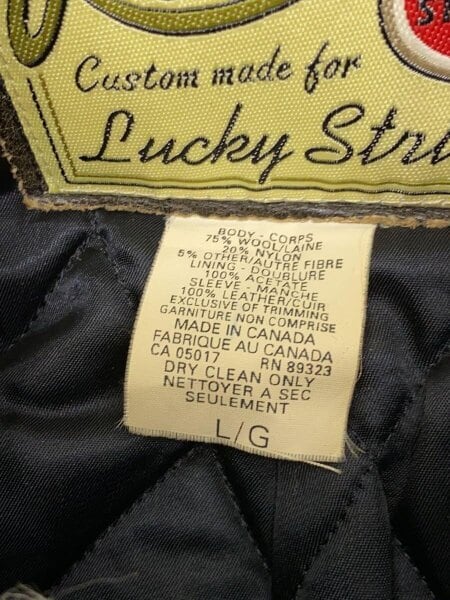 Custom made for
Lucky
BODY - CORPS
75% WOOL/LAINE
20% NYLON
5% OTHER/AUTRE FIBRE
LINING - DOUBLURE
100% ACETATE
SLEEVE - MANCHE
100% LEATHER/CUIR
EXCLUSIVE OF TRIMMING
GARNITURE NON COMPRISE
MADE IN CANADA
FABRIQUE AU CANADA
CA 05017 RN 89323
DRY CLEAN ONLY
NETTOYER A SEC
SEULEMENT
L/G